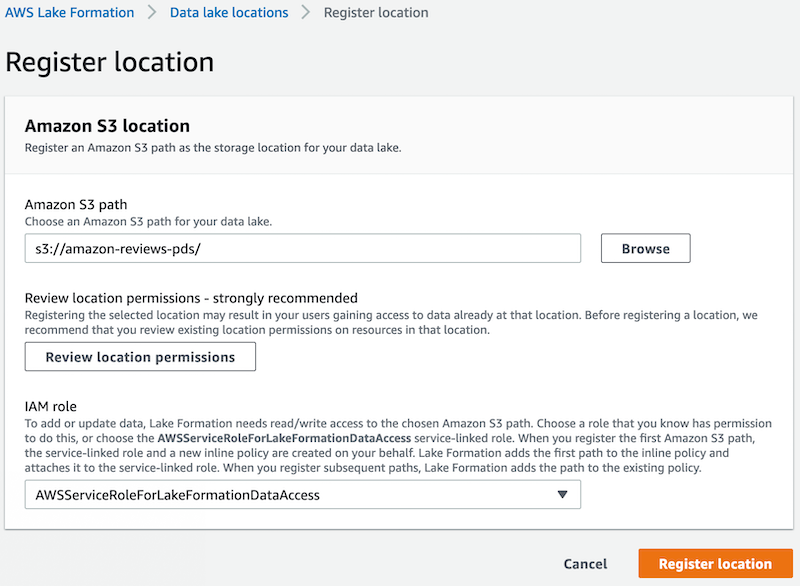 AWS Lake Formation > Data lake locations > Register location
Register location
Amazon S3 location
Register an Amazon S3 path as the storage location for your data lake.
Amazon S3 path
Choose an Amazon S3 path for your data lake.
s3://amazon-reviews-pds/ Browse
Review location permissions - strongly recommended
Registering the selected location may result in your users gaining access to data already at that location. Before registering a location, we
recommend that you review existing location permissions on resources in that location.
Review location permissions
IAM role
To add or update data, Lake Formation needs read/write access to the chosen Amazon S3 path. Choose a role that you know has permission
to do this, or choose the AWSServiceRoleForLakeFormationDataAccess service-linked role. When you register the first Amazon S3 path,
the service-linked role and a new inline policy are created on your behalf. Lake Formation adds the first path to the inline policy and
attaches it to the service-linked role. When you register subsequent paths, Lake Formation adds the path to the existing policy.
AWSServiceRoleForLakeFormationDataAccess
Cancel Register location